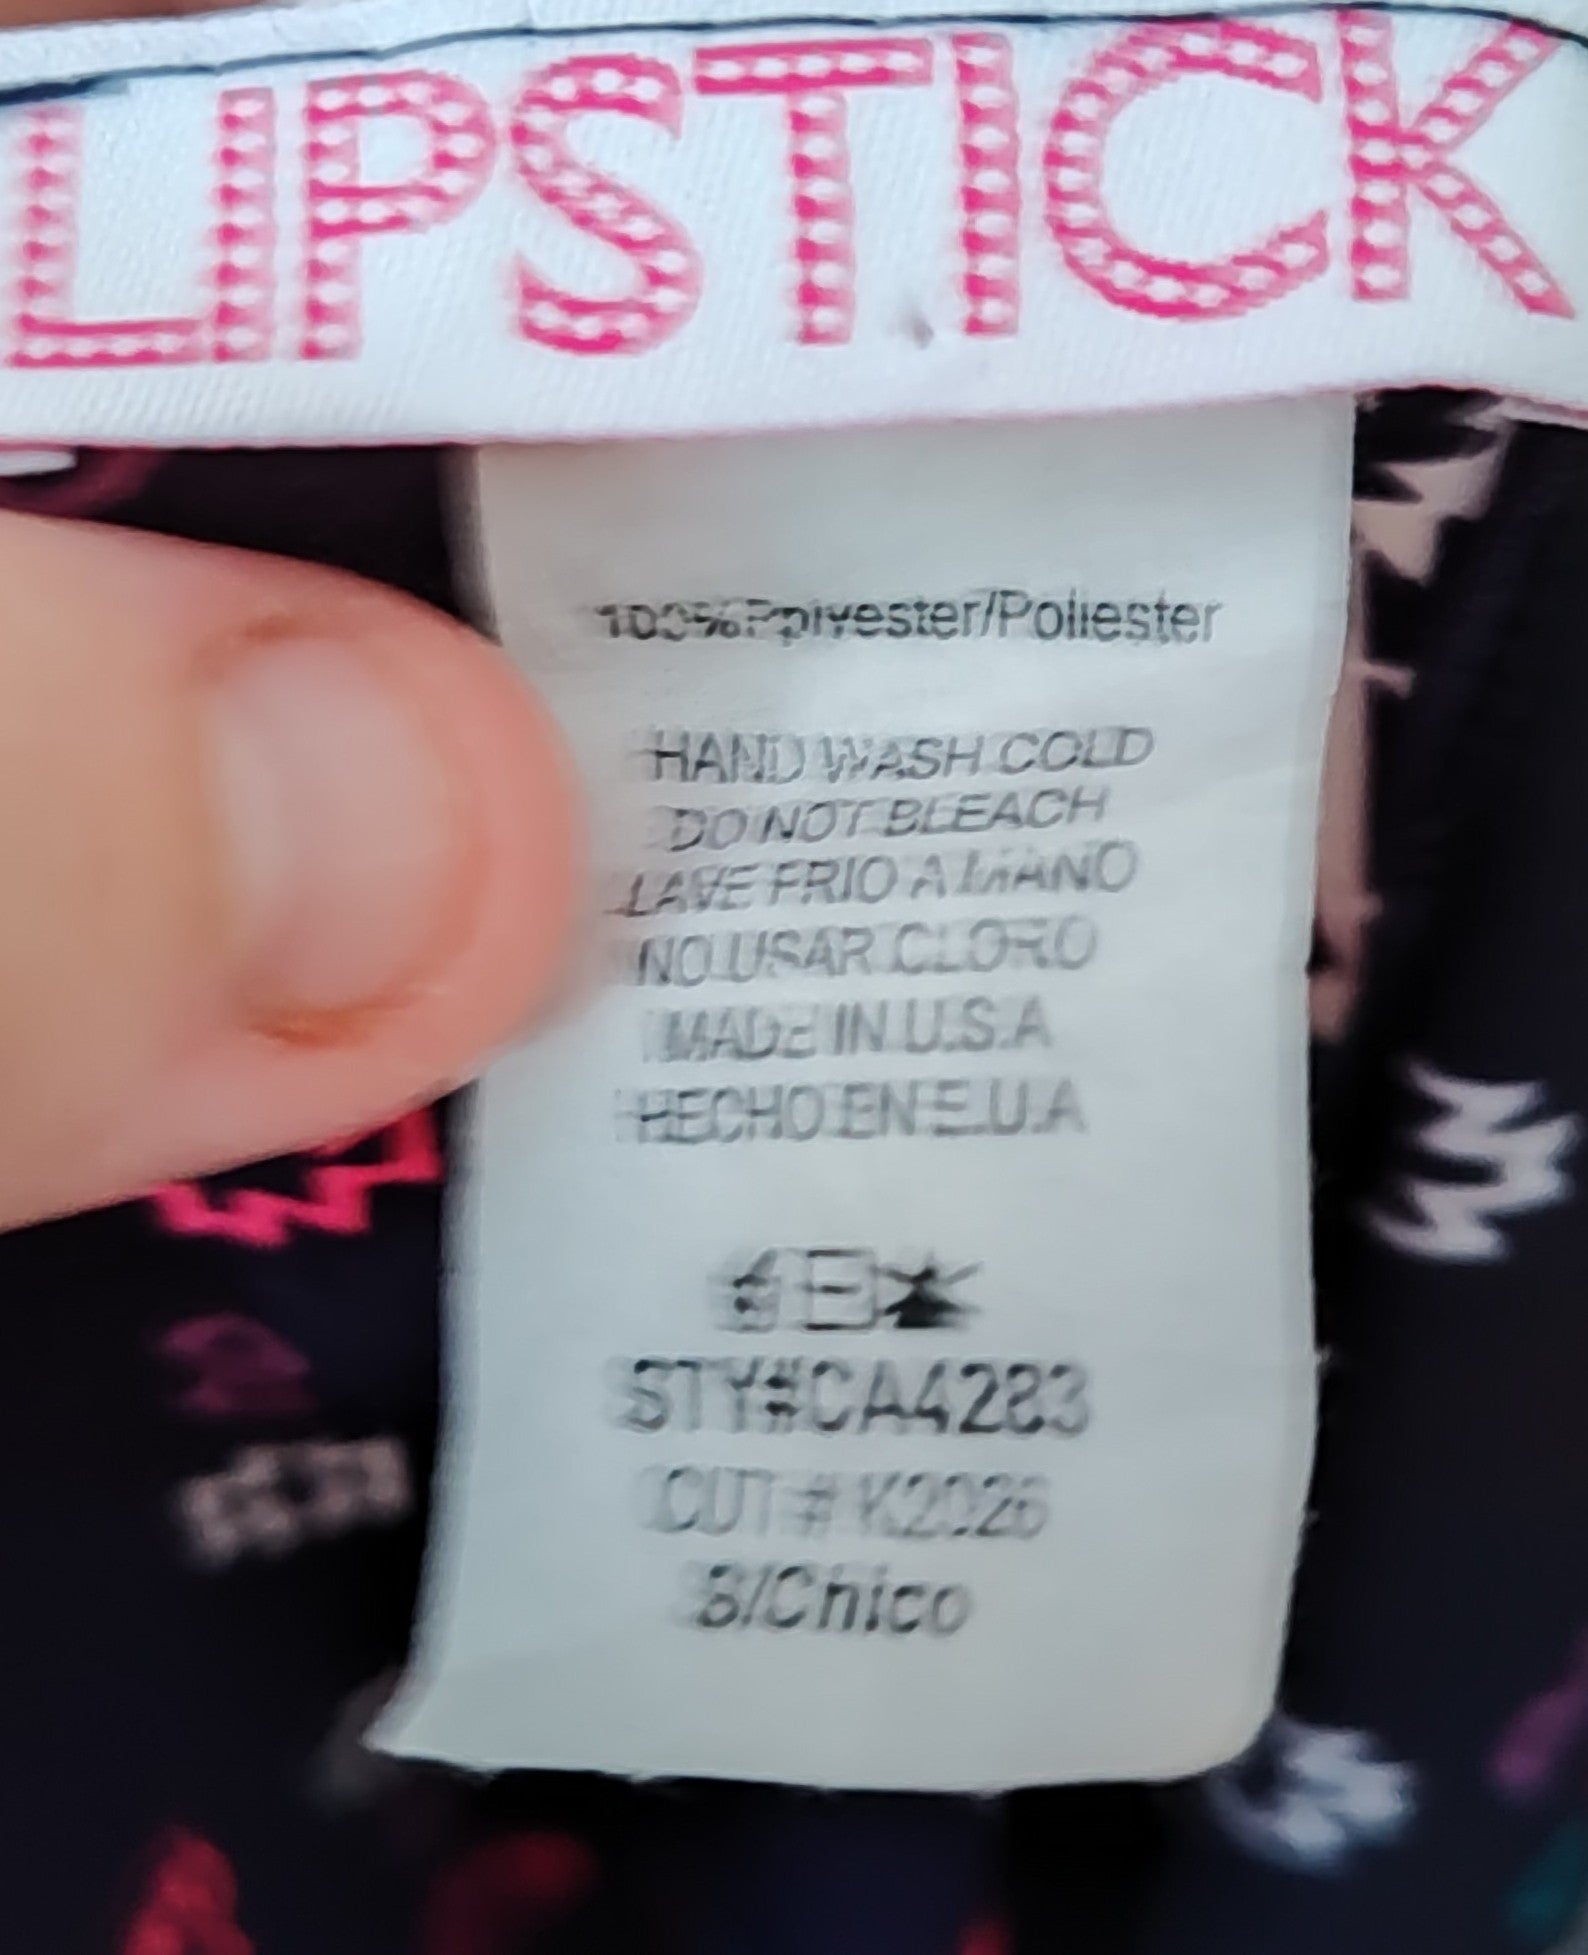 LIPSTICK
100%Polyester/Poliester
HAND WASH COLD
DO NOT BLEACH
LAVE FRIO A MANO
NO USAR CLORO
MADE IN U.S.A
HECHO EN E.U.A
STY#CA4283
CUT# K2026
S/Chico